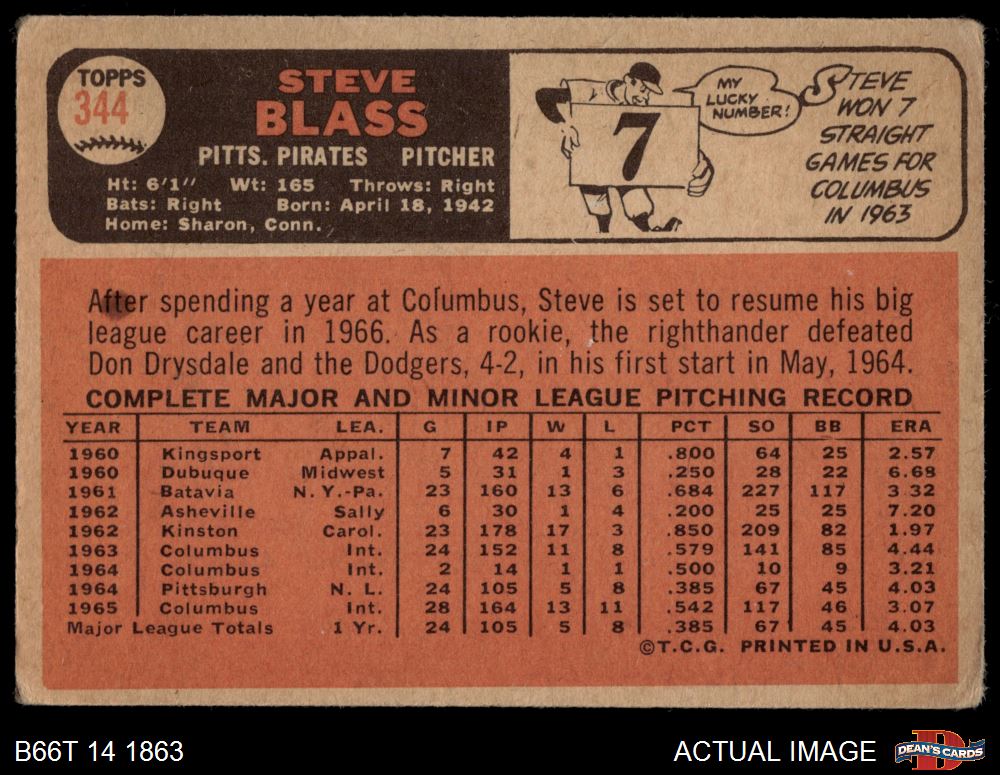 TOPPS
344
STEVE
BLASS
PITTS. PIRATES PITCHER
Ht: 6'1" Wt: 165 Throws: Right
Bats: Right Born: April 18, 1942
Home: Sharon, Conn.
7
MY
LUCKY
NUMBER!
STEVE
WON 7
STRAIGHT
GAMES FOR
COLUMBUS
IN 1963
After spending a year at Columbus, Steve is set to resume his big
league career in 1966. As a rookie, the righthander defeated
Don Drysdale and the Dodgers, 4-2, in his first start in May, 1964.
COMPLETE MAJOR AND MINOR LEAGUE PITCHING RECORD
YEAR TEAM LEA. G IP W L PCT SO BB ERA
1960 Kingsport Appal. 7 42 4 1 .800 64 25 2.57
1960 Dubuque Midwest 5 31 1 3 .250 28 22 6.68
1961 Batavia N.Y.-Pa. 23 160 13 6 .684 227 117 3.32
1962 Asheville Sally 6 30 1 4 .200 25 25 7.20
1962 Kinston Carol. 23 178 17 3 .850 209 82 1.97
1963 Columbus Int. 24 152 11 8 .579 141 85 4.44
1964 Columbus Int. 2 14 1 1 .500 10 9 3.21
1964 Pittsburgh N. L. 24 105 5 8 .385 67 45 4.03
1965 Columbus Int. 28 164 13 11 .542 117 46 3.07
Major League Totals 1 Yr. 24 105 5 8 .385 67 45 4.03
©T.C.G. PRINTED IN U.S.A.
B66T 14 1863
ACTUAL IMAGE
D
DEAN'S CARDS